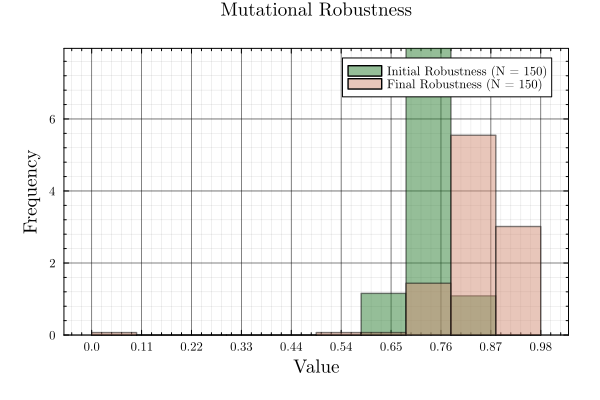 Mutational Robustness
Initial Robustness (N = 150)
Final Robustness (N = 150)
Frequency
6
4
2
0
0.0 0.11 0.22 0.33 0.44 0.54 0.65 0.76 0.87 0.98
Value